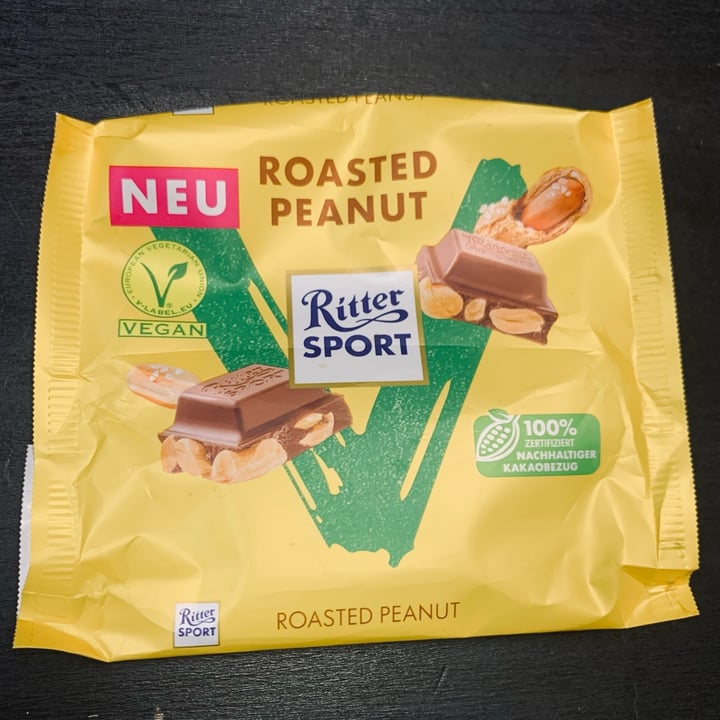 ROASTED PEANUT
NEU
ROASTED
PEANUT
EUROPEAN VEGETARIAN UNION
V-LABEL.EU
VEGAN
Ritter
SPORT
100%
ZERTIFIZIERT
NACHHALTIGER
KAKAOBEZUG
Ritter
SPORT
ROASTED PEANUT